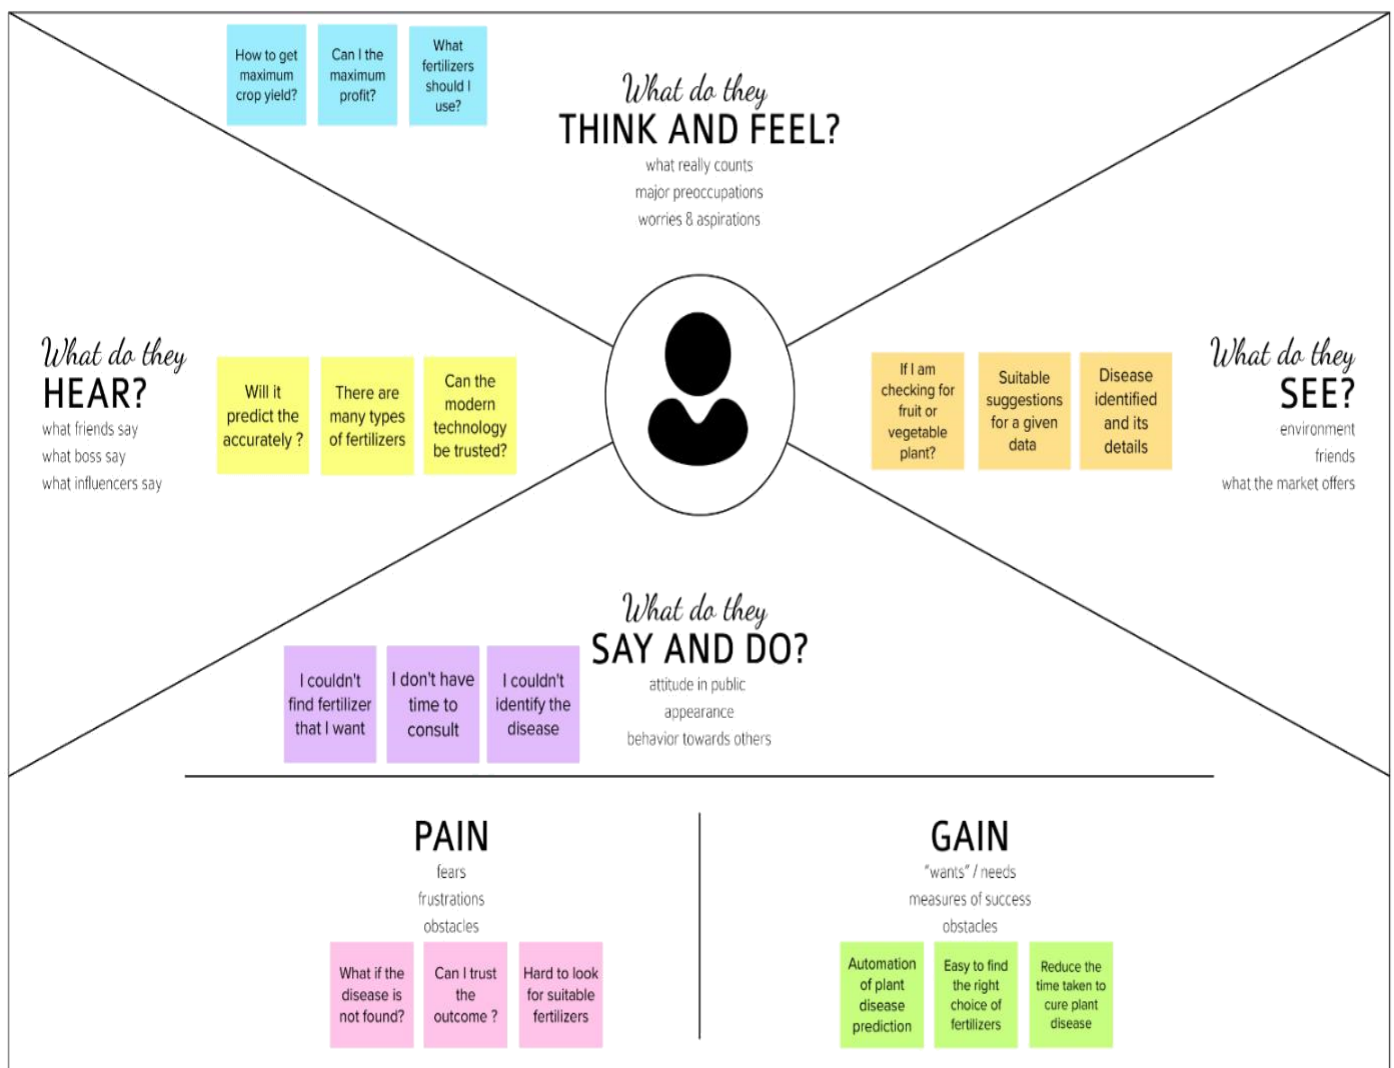 How to get
maximum
crop yield?
Can I the
maximum
profit?
What
fertilizers
should I
use?
What do they
THINK AND FEEL?
what really counts
major preoccupations
worries & aspirations
What do they
HEAR?
what friends say
what boss say
what influencers say
Will it
predict the
accurately ?
There are
many types
of fertilizers
Can the
modern
technology
be trusted?
If I am
checking for
fruit or
vegetable
plant?
Suitable
suggestions
for a given
data
Disease
identified
and its
details
What do they
SEE?
environment
friends
what the market offers
What do they
SAY AND DO?
attitude in public
appearance
behavior towards others
I couldn't
find fertilizer
that I want
I don't have
time to
consult
I couldn't
identify the
disease
PAIN
fears
frustrations
obstacles
What if the
disease is
not found?
Can I trust
the
outcome ?
Hard to look
for suitable
fertilizers
GAIN
"wants" / needs
measures of success
obstacles
Automation
of plant
disease
prediction
Easy to find
the right
choice of
fertilizers
Reduce the
time taken to
cure plant
disease